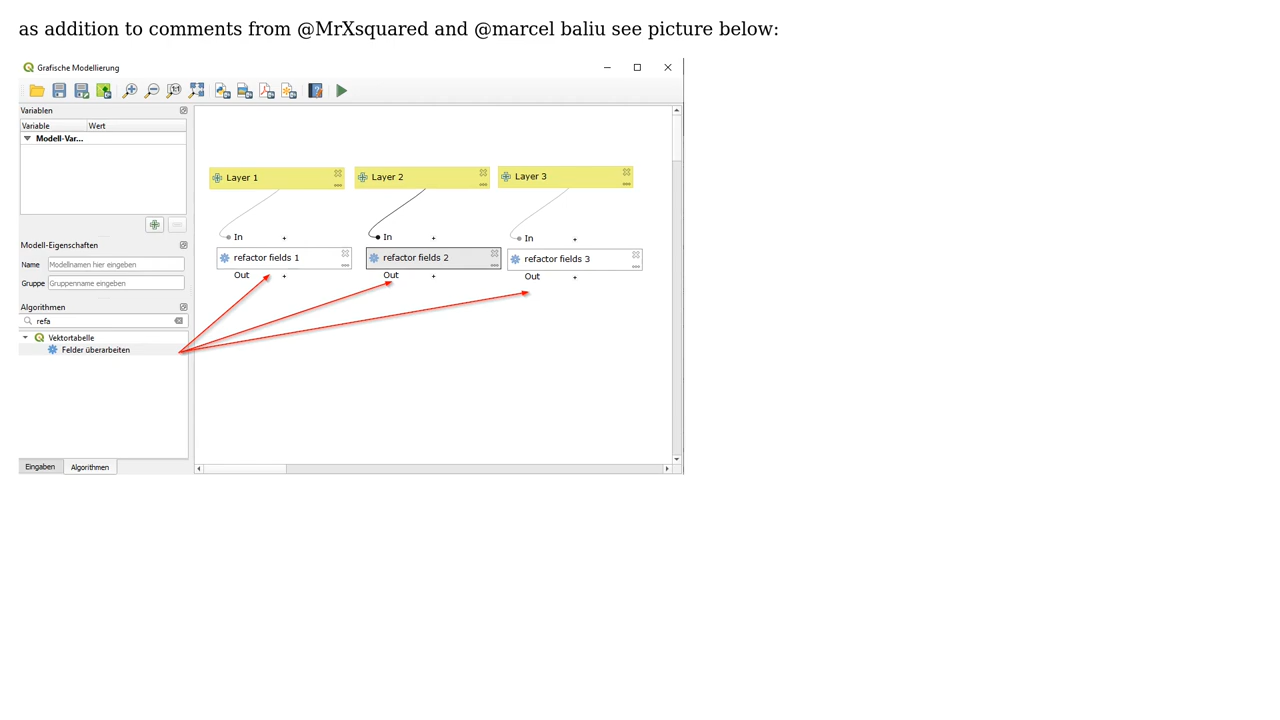 as addition to comments from @MrXsquared and @marcel baliu see picture below:
Grafische Modellierung
Variablen
Variable Wert
Modell-Var...
Layer 1 Layer 2 Layer 3
In In In
Modell-Eigenschaften
refactor fields 1 refactor fields 2 refactor fields 3
Name Modellnamen hier eingeben
Out Out Out
Gruppe Gruppenname eingeben
Algorithmen
refa
Vektortabelle
Felder überarbeiten
Eingaben Algorithmen